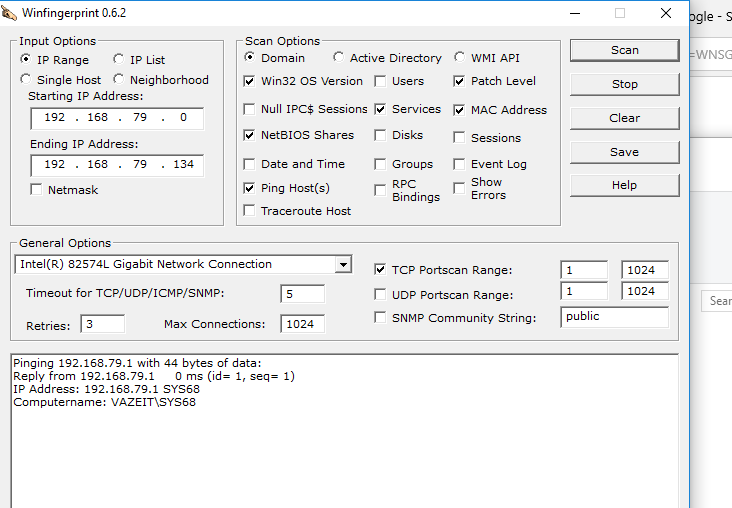 Winfingerprint 0.6.2
ogle - S
=WNSG
Input Options
IP Range
IP List
Single Host
Neighborhood
Starting IP Address:
192 . 168 . 79 . 0
Ending IP Address:
192 . 168 . 79 . 134
Netmask
Scan Options
Domain
Active Directory
WMI API
Win32 OS Version
Users
Patch Level
Null IPC$ Sessions
Services
MAC Address
NetBIOS Shares
Disks
Sessions
Date and Time
Groups
Event Log
Ping Host(s)
RPC
Bindings
Show
Errors
Traceroute Host
Scan
Stop
Clear
Save
Help
General Options
Intel(R) 82574L Gigabit Network Connection
Timeout for TCP/UDP/ICMP/SNMP:
5
Retries:
3
Max Connections:
1024
TCP Portscan Range:
1
1024
UDP Portscan Range:
1
1024
SNMP Community String:
public
Sear
Pinging 192.168.79.1 with 44 bytes of data:
Reply from 192.168.79.1 0 ms (id= 1, seq= 1)
IP Address: 192.168.79.1 SYS68
Computername: VAZEIT\SYS68